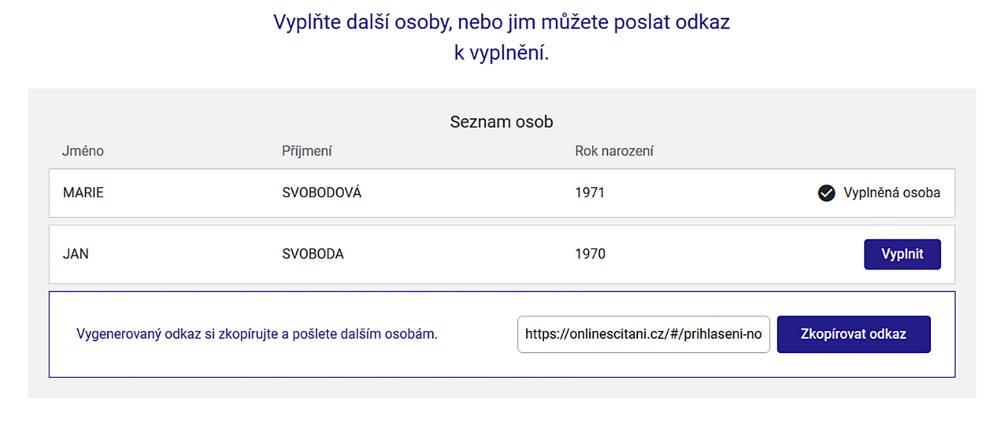 Vyplňte další osoby, nebo jim můžete poslat odkaz
k vyplnění.
Seznam osob
Jméno Příjmení Rok narození
MARIE SVOBODOVÁ 1971 Vyplněná osoba
JAN SVOBODA 1970 Vyplnit
Vygenerovaný odkaz si zkopírujte a pošlete dalším osobám. https://onlinescitani.cz/#/prihlaseni-no Zkopírovat odkaz